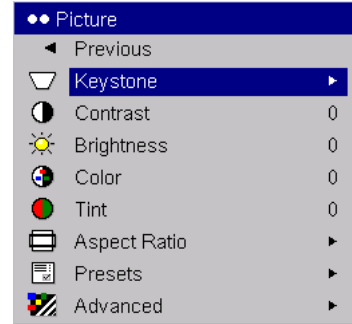 Picture
Previous
Keystone
Contrast 0
Brightness 0
Color 0
Tint 0
Aspect Ratio
Presets
Advanced